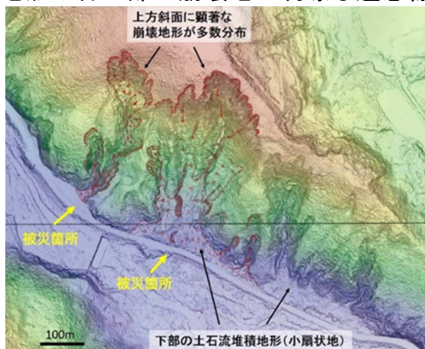 上方斜面に顕著な
崩壊地形が多数分布
被災箇所
被災箇所
100m
下部の土石流堆積地形(小扇状地)